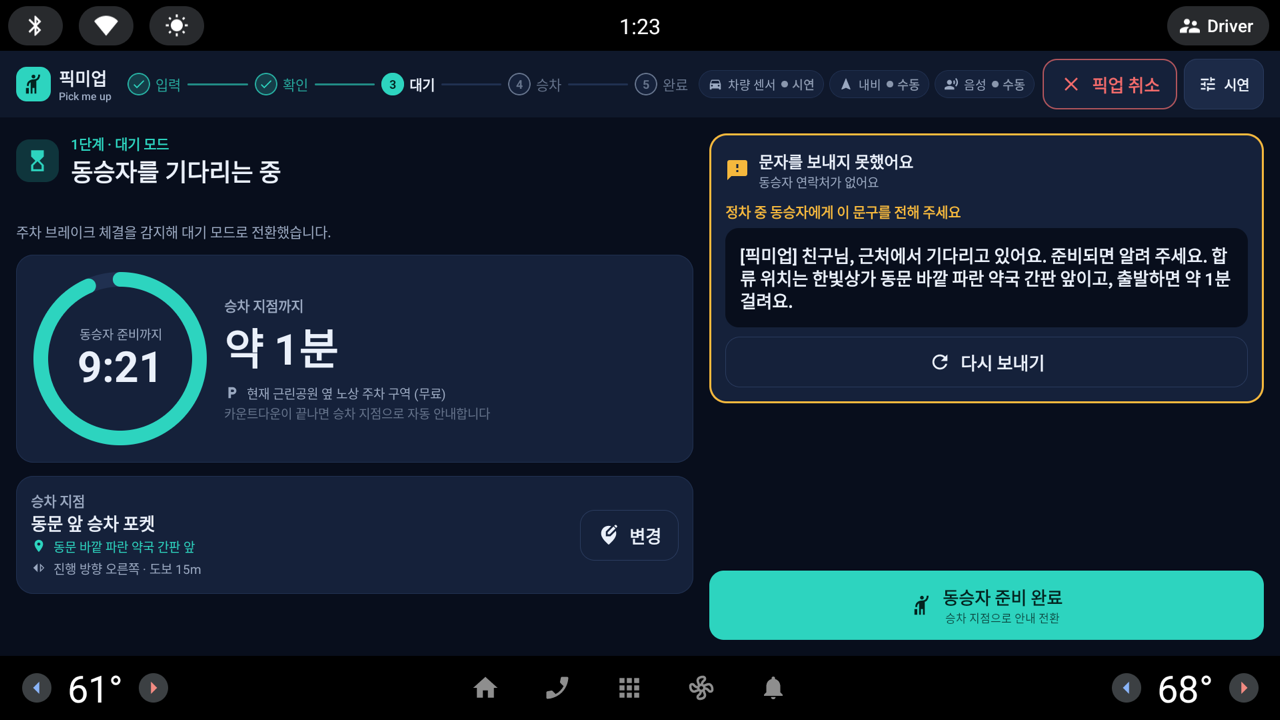 1:23
Driver
픽미업
Pick me up
입력
확인
3 대기
4 승차
5 완료
차량 센서 ● 시연
내비 ● 수동
음성 ● 수동
픽업 취소
시연
1단계 · 대기 모드
동승자를 기다리는 중
주차 브레이크 체결을 감지해 대기 모드로 전환했습니다.
동승자 준비까지
9:21
승차 지점까지
약 1분
P 현재 근린공원 옆 노상 주차 구역 (무료)
카운트다운이 끝나면 승차 지점으로 자동 안내합니다
승차 지점
동문 앞 승차 포켓
동문 바깥 파란 약국 간판 앞
진행 방향 오른쪽 · 도보 15m
변경
문자를 보내지 못했어요
동승자 연락처가 없어요
정차 중 동승자에게 이 문구를 전해 주세요
[픽미업] 친구님, 근처에서 기다리고 있어요. 준비되면 알려 주세요. 합
류 위치는 한빛상가 동문 바깥 파란 약국 간판 앞이고, 출발하면 약 1분
걸려요.
다시 보내기
동승자 준비 완료
승차 지점으로 안내 전환
61°
68°